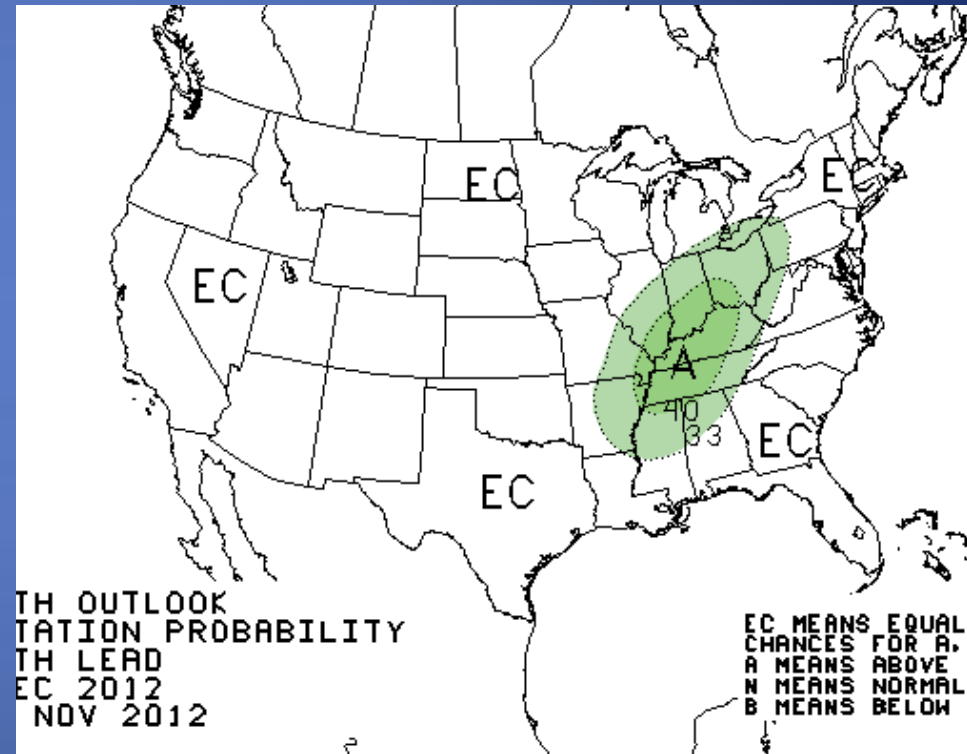 EC
EC
EC
A
40
33
EC
EC
TH OUTLOOK
TATION PROBABILITY
TH LEAD
EC 2012
NOV 2012
EC MEANS EQUAL
CHANCES FOR A,
A MEANS ABOVE
N MEANS NORMAL
B MEANS BELOW